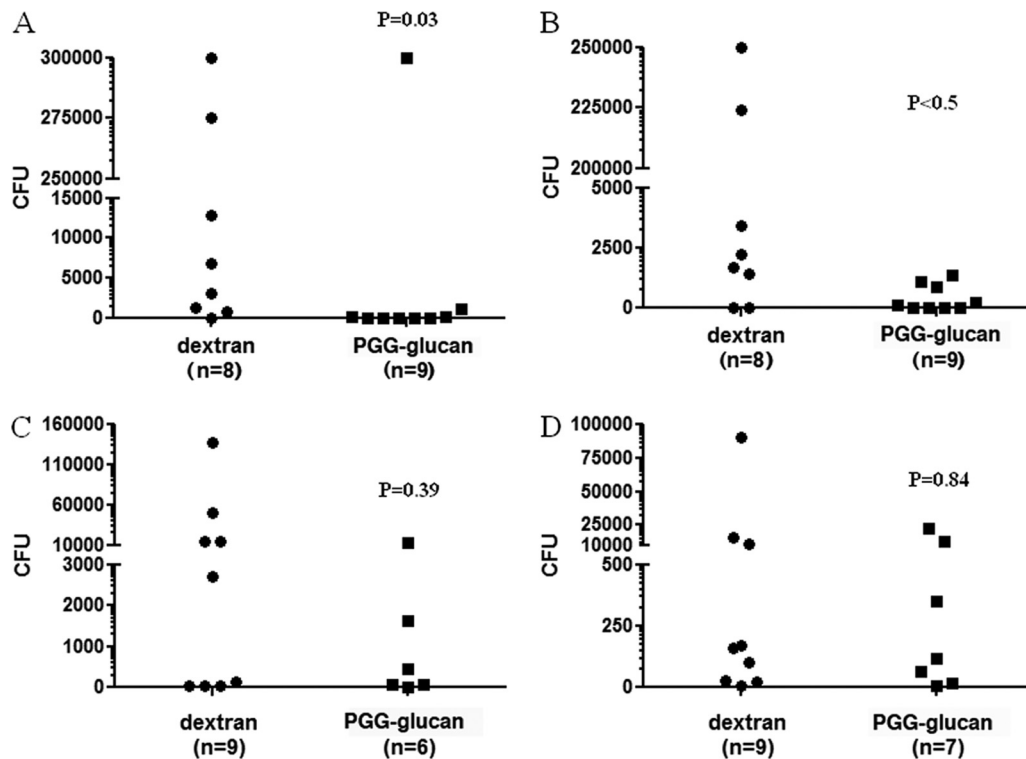 A
P=0.03
CFU
300000
275000
250000
15000
10000
5000
0
dextran
(n=8)
PGG-glucan
(n=9)
B
P<0.5
CFU
250000
225000
200000
5000
2500
0
dextran
(n=8)
PGG-glucan
(n=9)
C
P=0.39
CFU
160000
110000
60000
10000
3000
2000
1000
0
dextran
(n=9)
PGG-glucan
(n=6)
D
P=0.84
CFU
100000
75000
50000
25000
10000
500
250
0
dextran
(n=9)
PGG-glucan
(n=7)